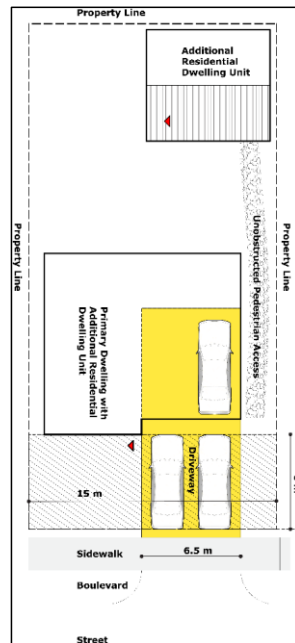 Property Line
Additional
Residential
Dwelling Unit
Property Line
Property Line
Unobstructed Pedestrian Access
Primary Dwelling with
Additional Residential
Dwelling Unit
Driveway
15 m
6.5 m
Sidewalk
Boulevard
Street